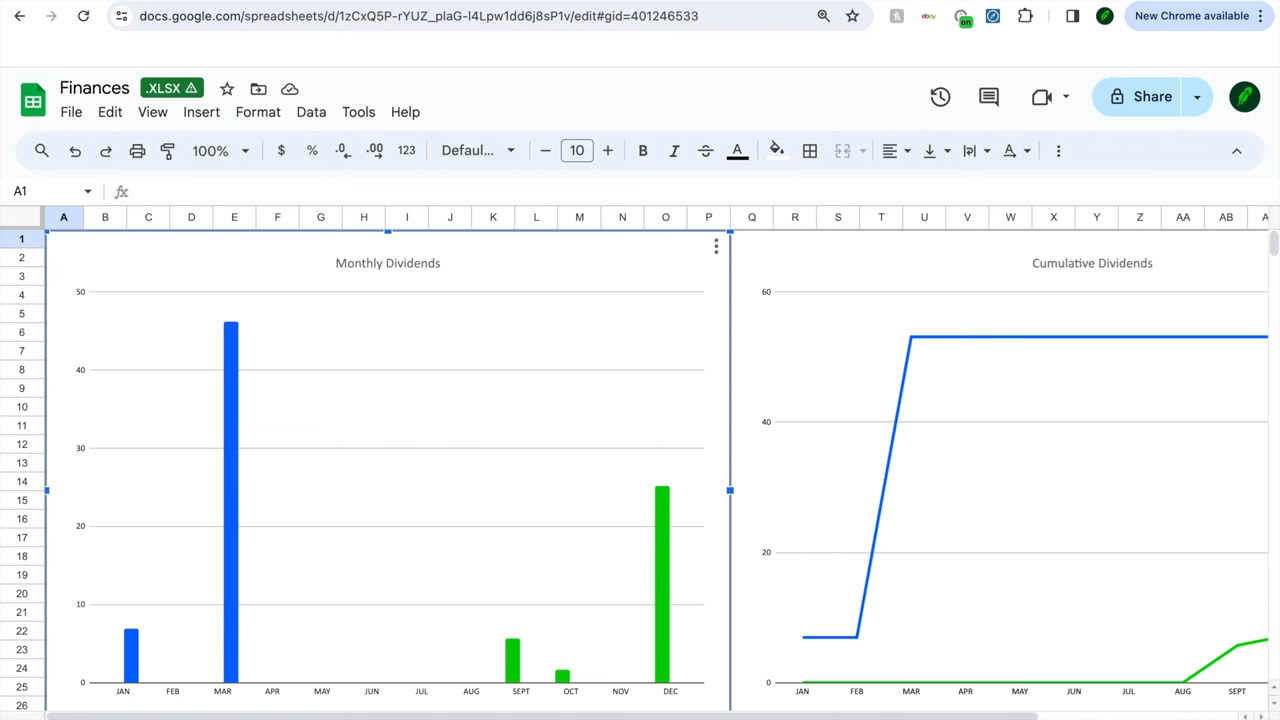 docs.google.com/spreadsheets/d/1zCxQ5P-rYUZ_plaG-l4Lpw1dd6j8sP1v/edit#gid=401246533
ebay
on
New Chrome available
Finances .XLSX
File Edit View Insert Format Data Tools Help
Share
100% $ % .0 .00 123 Defaul... 10 B I S A
A1 fx
A B C D E F G H I J K L M N O P Q R S T U V W X Y Z AA AB A
1
2
3
4
5
6
7
8
9
10
11
12
13
14
15
16
17
18
19
20
21
22
23
24
25
26
Monthly Dividends
50
40
30
20
10
0
JAN FEB MAR APR MAY JUN JUL AUG SEPT OCT NOV DEC
Cumulative Dividends
60
40
20
0
JAN FEB MAR APR MAY JUN JUL AUG SEPT